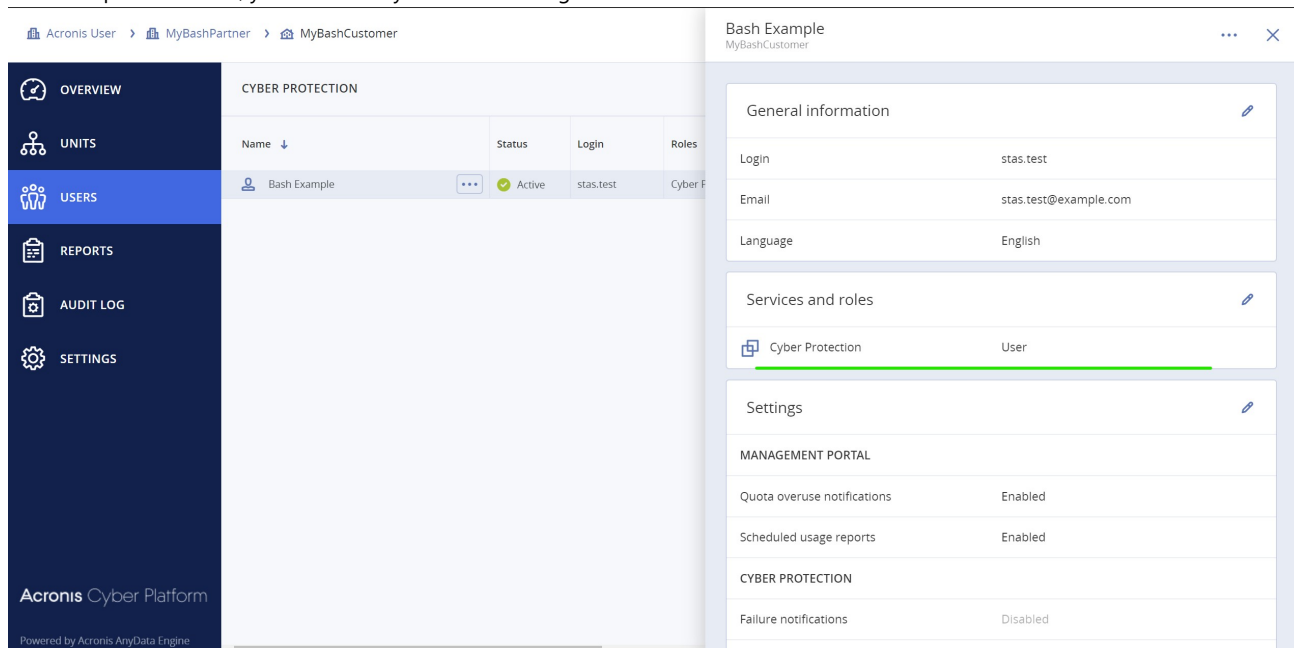 Acronis User > MyBashPartner > MyBashCustomer
OVERVIEW
UNITS
USERS
REPORTS
AUDIT LOG
SETTINGS
Acronis Cyber Platform
Powered by Acronis AnyData Engine
CYBER PROTECTION
Name ↓ Status Login Roles
Bash Example ... Active stas.test Cyber
Bash Example
MyBashCustomer
General information
Login stas.test
Email stas.test@example.com
Language English
Services and roles
Cyber Protection User
Settings
MANAGEMENT PORTAL
Quota overuse notifications Enabled
Scheduled usage reports Enabled
CYBER PROTECTION
Failure notifications Disabled